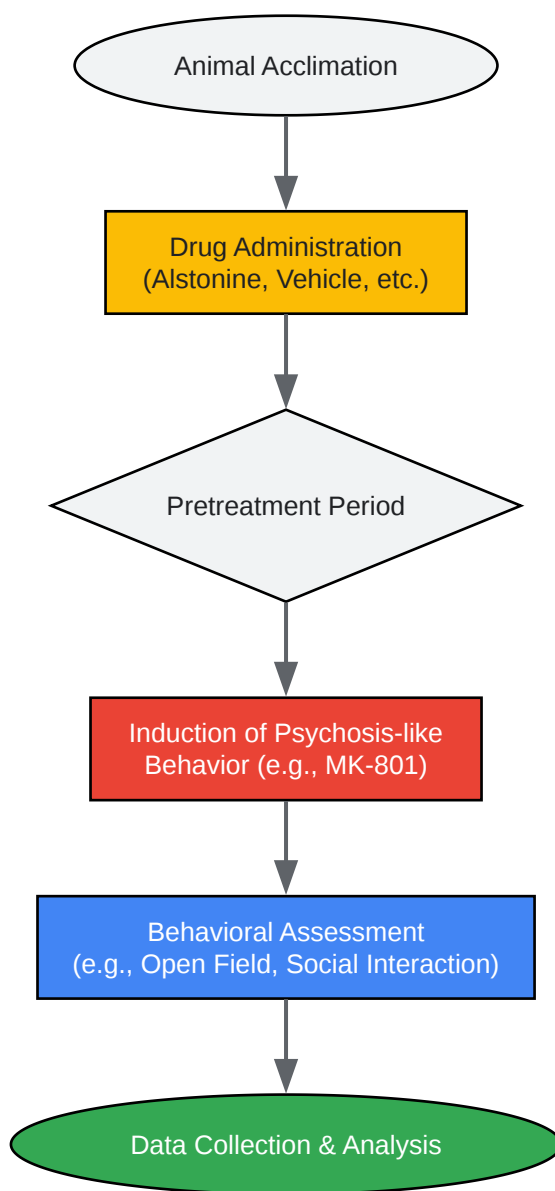 Animal Acclimation
Drug Administration
(Alstonine, Vehicle, etc.)
Pretreatment Period
Induction of Psychosis-like
Behavior (e.g., MK-801)
Behavioral Assessment
(e.g., Open Field, Social Interaction)
Data Collection & Analysis